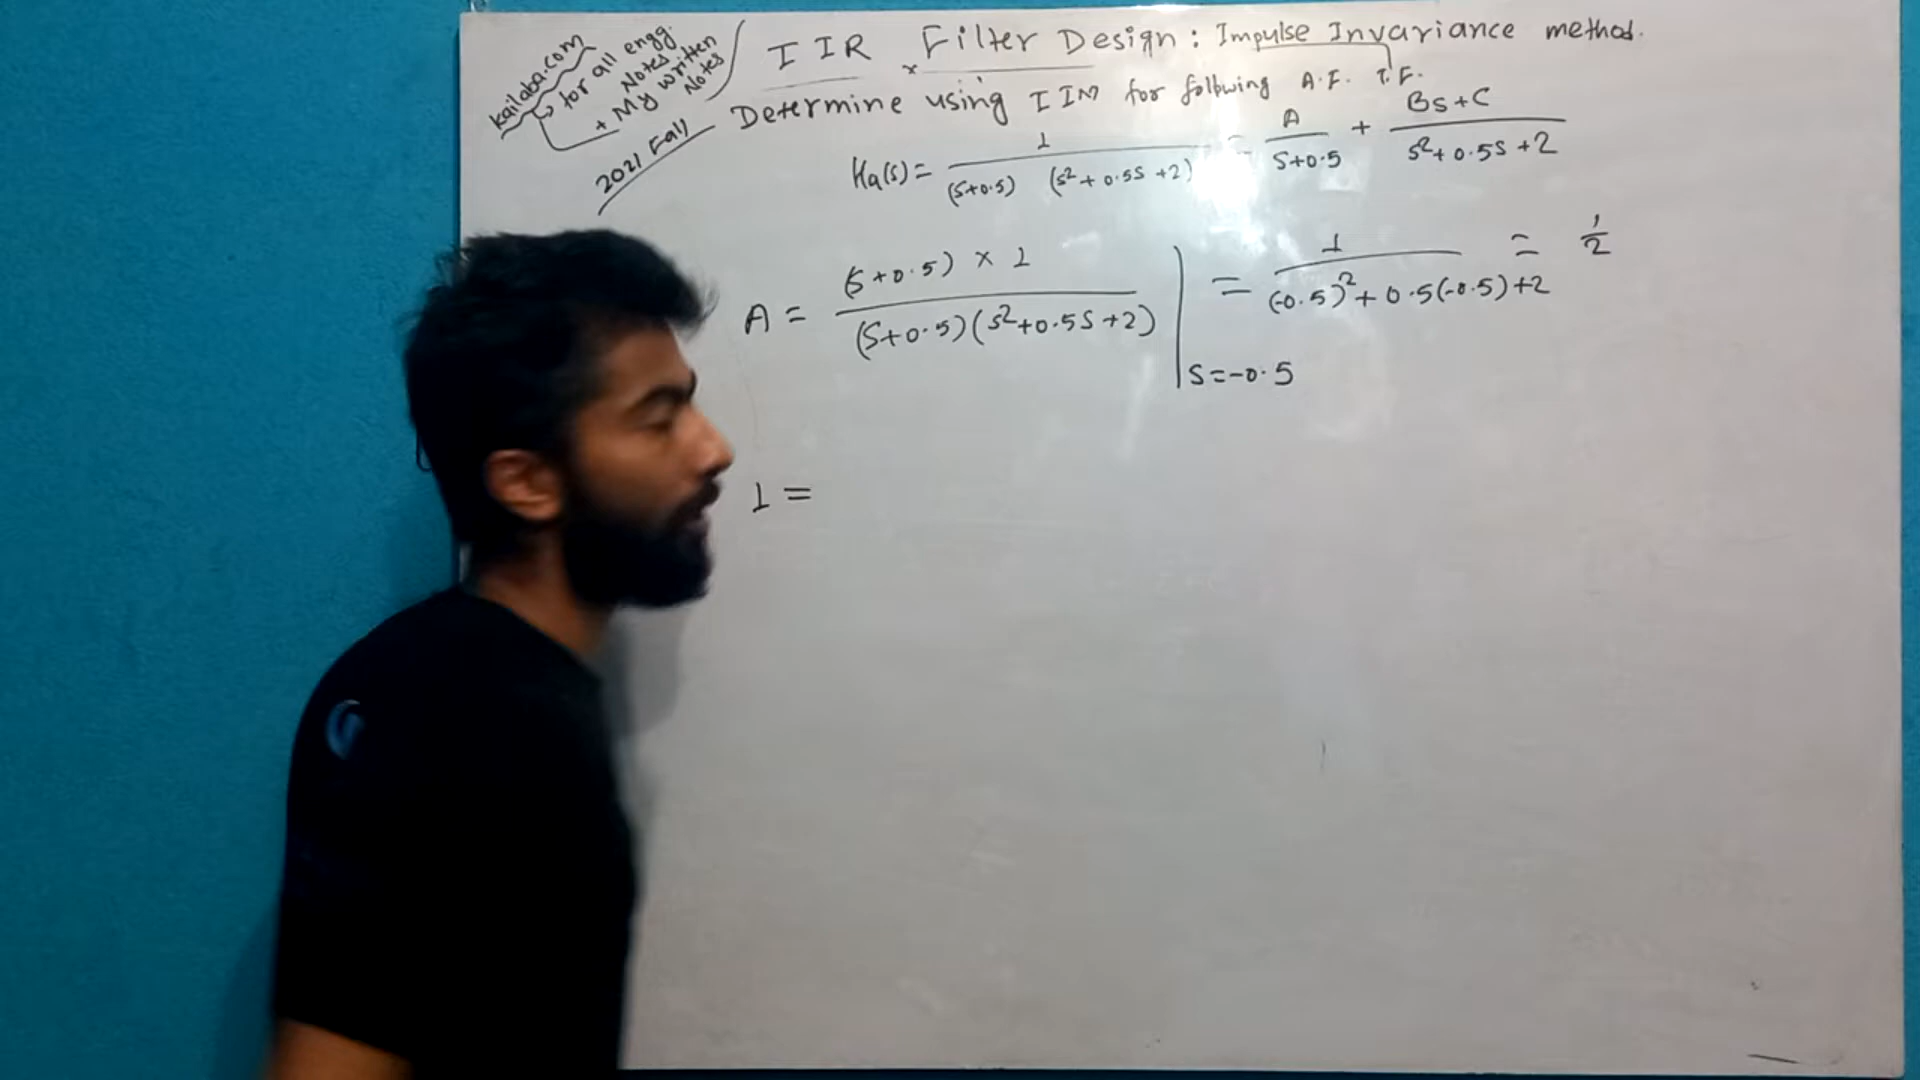 kailaba.com
for all engg.
Notes
+ My written
Notes
2021 Fall
IIR Filter Design: Impulse Invariance method.
Determine using IIM for following A.F. T.F.
Ha(s) = 1 / (s+0.5) (s²+0.5s+2) = A / s+0.5 + Bs+C / s²+0.5s+2
A = (s+0.5) × 1 / (s+0.5)(s²+0.5s+2) | s=-0.5 = 1 / (-0.5)²+0.5(-0.5)+2 = 1/2
1 =